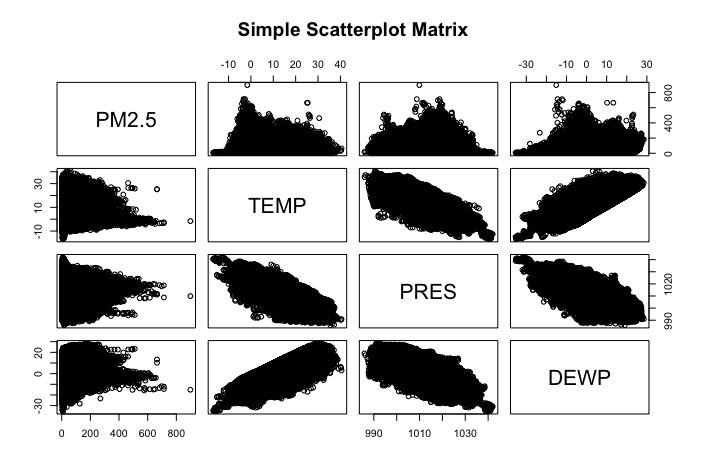 Simple Scatterplot Matrix
-10 0 10 20 30 40
-30 -10 0 10 30
PM2.5
0 400 800
-10 10 30
TEMP
PRES
990 1020
-30 0 20
DEWP
0 200 400 600 800
990 1010 1030